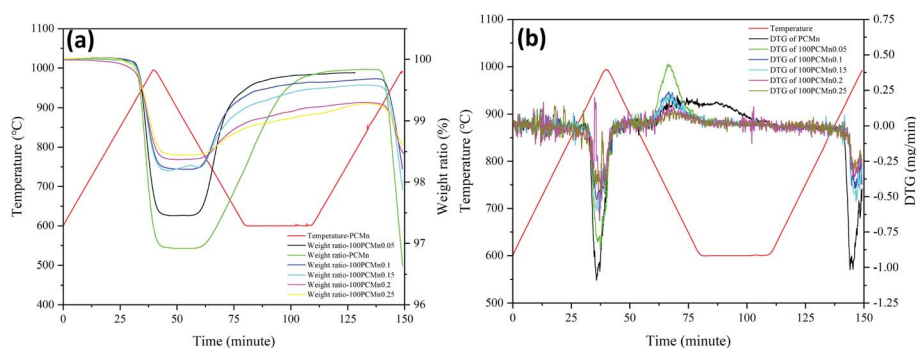 (a)
1100
1000
900
800
700
600
500
400
Temperature (°C)
100
99
98
97
96
Weight ratio (%)
Temperature-PCMn
Weight ratio-100PCMn0.05
Weight ratio-PCMn
Weight ratio-100PCMn0.1
Weight ratio-100PCMn0.15
Weight ratio-100PCMn0.2
Weight ratio-100PCMn0.25
0 25 50 75 100 125 150
Time (minute)
(b)
1100
1000
900
800
700
600
500
Temperature (°C)
Temperature
DTG of PCMn
DTG of 100PCMn0.05
DTG of 100PCMn0.1
DTG of 100PCMn0.15
DTG of 100PCMn0.2
DTG of 100PCMn0.25
0.75
0.50
0.25
0.00
-0.25
-0.50
-0.75
-1.00
-1.25
DTG (mg/min)
0 25 50 75 100 125 150
Time (minute)